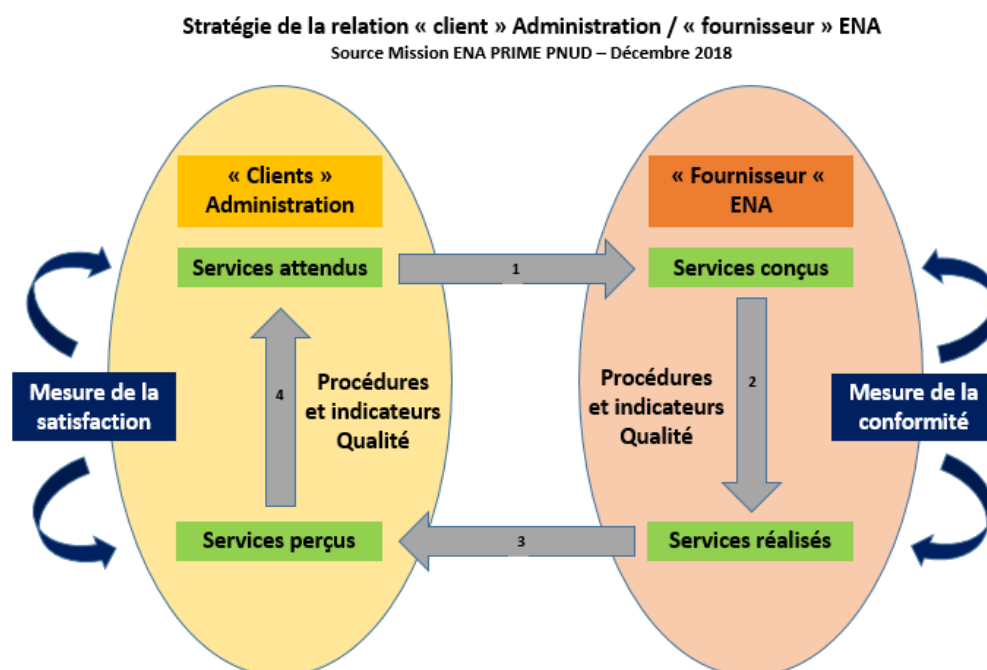 Stratégie de la relation « client » Administration / « fournisseur » ENA
Source Mission ENA PRIME PNUD – Décembre 2018
« Clients »
Administration
« Fournisseur «
ENA
Services attendus
1
Services conçus
Mesure de la
satisfaction
4
Procédures
et indicateurs
Qualité
Procédures
et indicateurs
Qualité
2
Mesure de la
conformité
Services perçus
3
Services réalisés